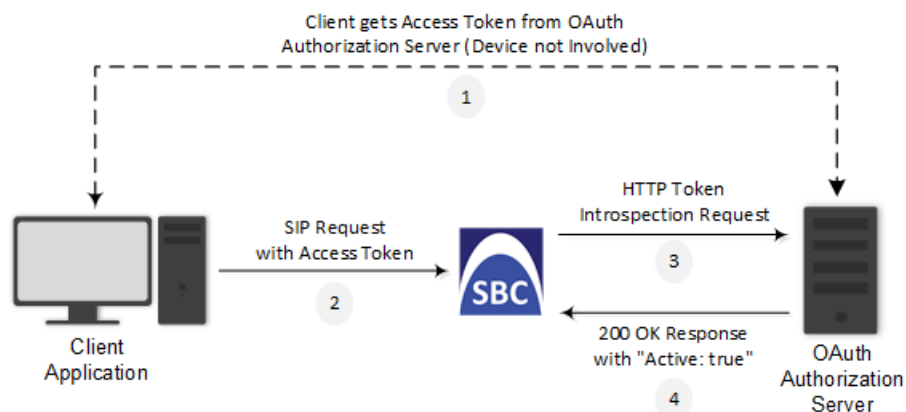 Client gets Access Token from OAuth
Authorization Server (Device not Involved)
1
HTTP Token
Introspection Request
SIP Request
with Access Token
3
2
SBC
200 OK Response
with "Active: true"
4
Client
Application
OAuth
Authorization
Server